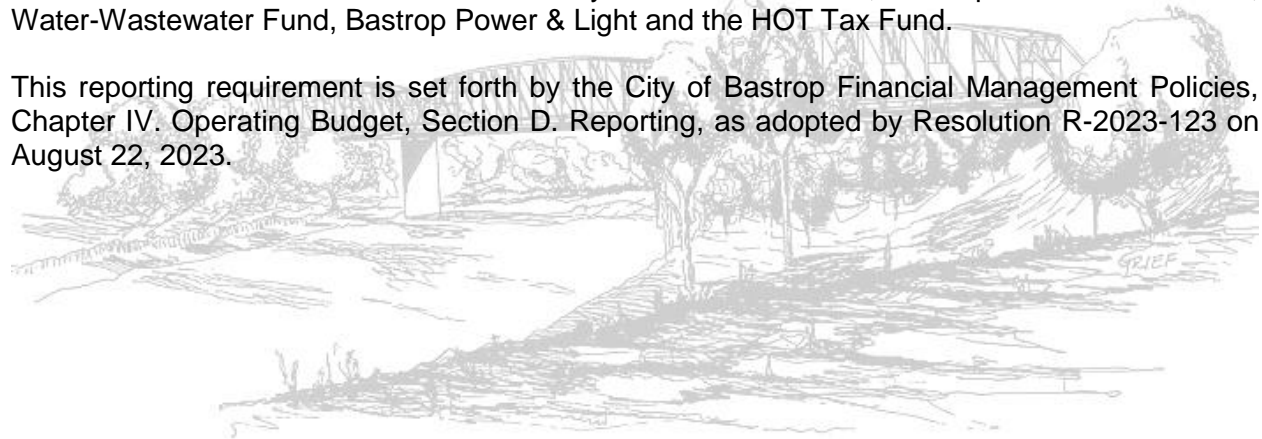 Water-Wastewater Fund, Bastrop Power & Light and the HOT Tax Fund.
This reporting requirement is set forth by the City of Bastrop Financial Management Policies,
Chapter IV. Operating Budget, Section D. Reporting, as adopted by Resolution R-2023-123 on
August 22, 2023.
GRIEF